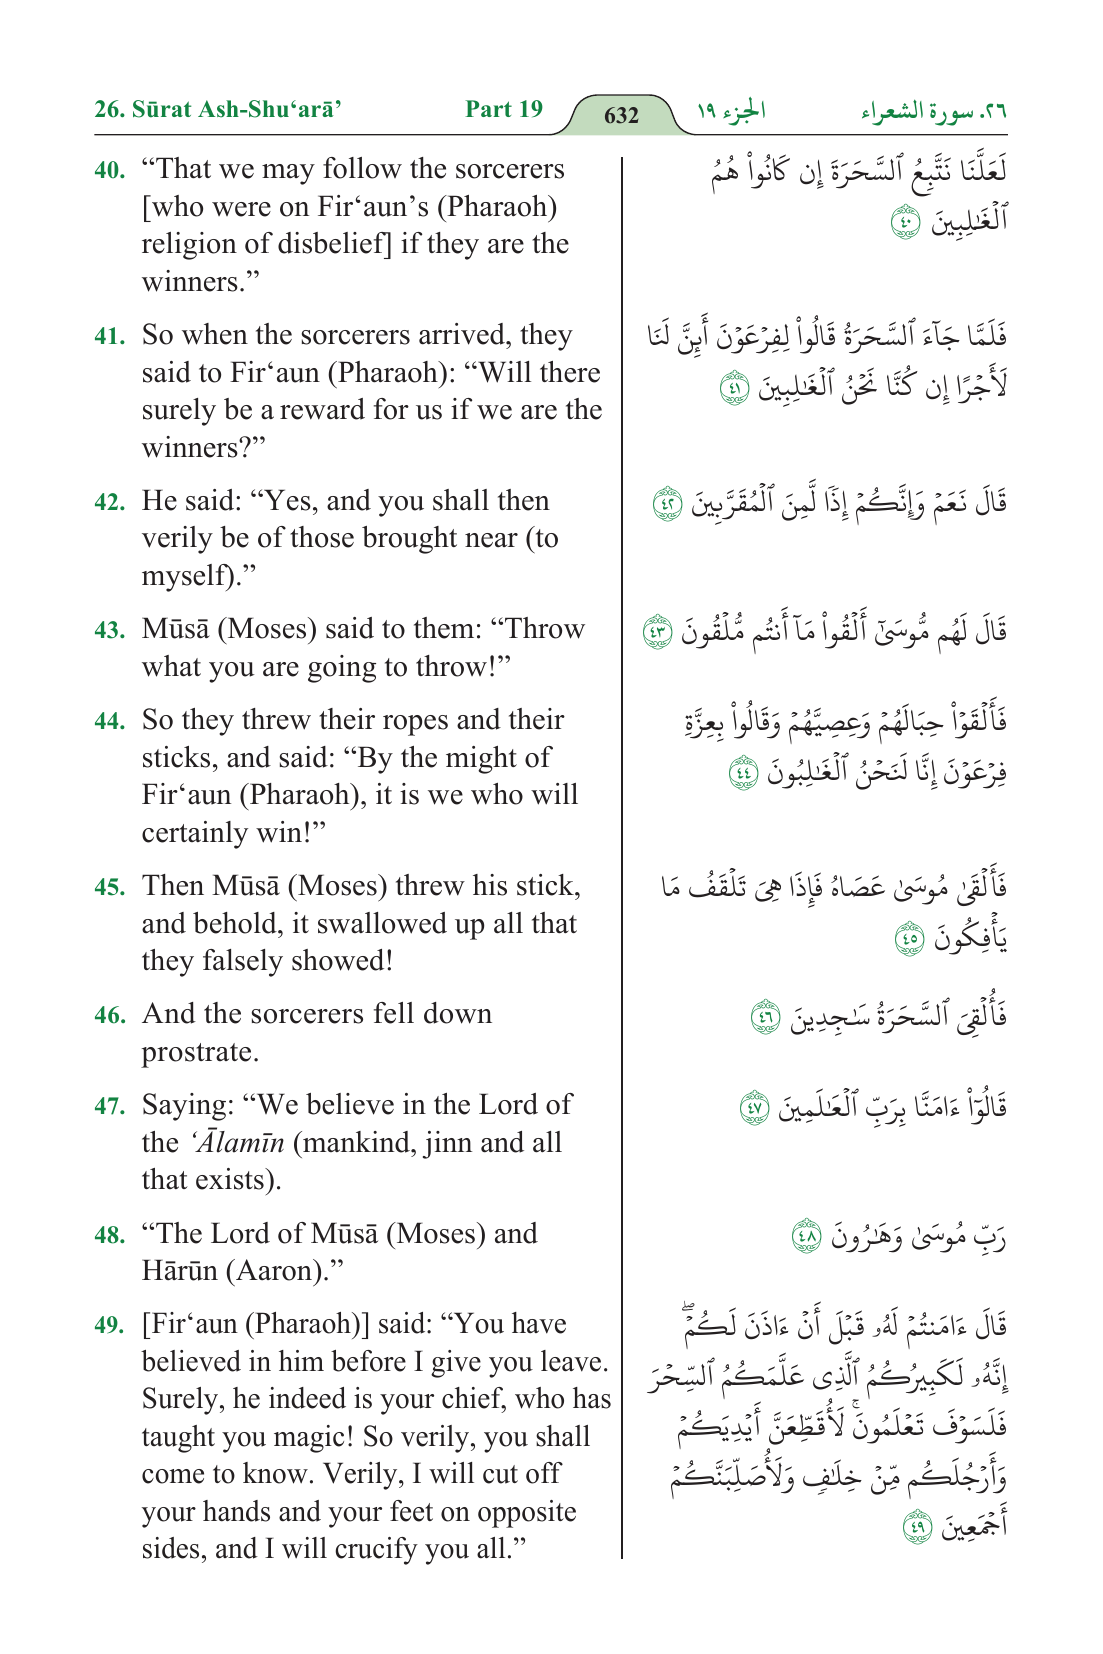 26. Sūrat Ash-Shu‘arā’ Part 19 632 الجزء ١٩ ٢٦. سورة الشعراء
40. “That we may follow the sorcerers
[who were on Fir‘aun’s (Pharaoh)
religion of disbelief] if they are the
winners.”
لَعَلَّنَا نَتَّبِعُ ٱلسَّحَرَةَ إِن كَانُوا۟ هُمُ
ٱلْغَـٰلِبِينَ ٤٠
41. So when the sorcerers arrived, they
said to Fir‘aun (Pharaoh): “Will there
surely be a reward for us if we are the
winners?”
فَلَمَّا جَآءَ ٱلسَّحَرَةُ قَالُوا۟ لِفِرْعَوْنَ أَئِنَّ لَنَا
لَأَجْرًا إِن كُنَّا نَحْنُ ٱلْغَـٰلِبِينَ ٤١
42. He said: “Yes, and you shall then
verily be of those brought near (to
myself).”
قَالَ نَعَمْ وَإِنَّكُمْ إِذًا لَّمِنَ ٱلْمُقَرَّبِينَ ٤٢
43. Mūsā (Moses) said to them: “Throw
what you are going to throw!”
قَالَ لَهُم مُّوسَىٰٓ أَلْقُوا۟ مَآ أَنتُم مُّلْقُونَ ٤٣
44. So they threw their ropes and their
sticks, and said: “By the might of
Fir‘aun (Pharaoh), it is we who will
certainly win!”
فَأَلْقَوْا۟ حِبَالَهُمْ وَعِصِيَّهُمْ وَقَالُوا۟ بِعِزَّةِ
فِرْعَوْنَ إِنَّا لَنَحْنُ ٱلْغَـٰلِبُونَ ٤٤
45. Then Mūsā (Moses) threw his stick,
and behold, it swallowed up all that
they falsely showed!
فَأَلْقَىٰ مُوسَىٰ عَصَاهُ فَإِذَا هِىَ تَلْقَفُ مَا
يَأْفِكُونَ ٤٥
46. And the sorcerers fell down
prostrate.
فَأُلْقِىَ ٱلسَّحَرَةُ سَـٰجِدِينَ ٤٦
47. Saying: “We believe in the Lord of
the ‘Ālamīn (mankind, jinn and all
that exists).
قَالُوٓا۟ ءَامَنَّا بِرَبِّ ٱلْعَـٰلَمِينَ ٤٧
48. “The Lord of Mūsā (Moses) and
Hārūn (Aaron).”
رَبِّ مُوسَىٰ وَهَـٰرُونَ ٤٨
49. [Fir‘aun (Pharaoh)] said: “You have
believed in him before I give you leave.
Surely, he indeed is your chief, who has
taught you magic! So verily, you shall
come to know. Verily, I will cut off
your hands and your feet on opposite
sides, and I will crucify you all.”
قَالَ ءَامَنتُمْ لَهُۥ قَبْلَ أَنْ ءَاذَنَ لَكُمْ ۖ
إِنَّهُۥ لَكَبِيرُكُمُ ٱلَّذِى عَلَّمَكُمُ ٱلسِّحْرَ
فَلَسَوْفَ تَعْلَمُونَ ۚ لَأُقَطِّعَنَّ أَيْدِيَكُمْ
وَأَرْجُلَكُم مِّنْ خِلَـٰفٍ وَلَأُصَلِّبَنَّكُمْ
أَجْمَعِينَ ٤٩